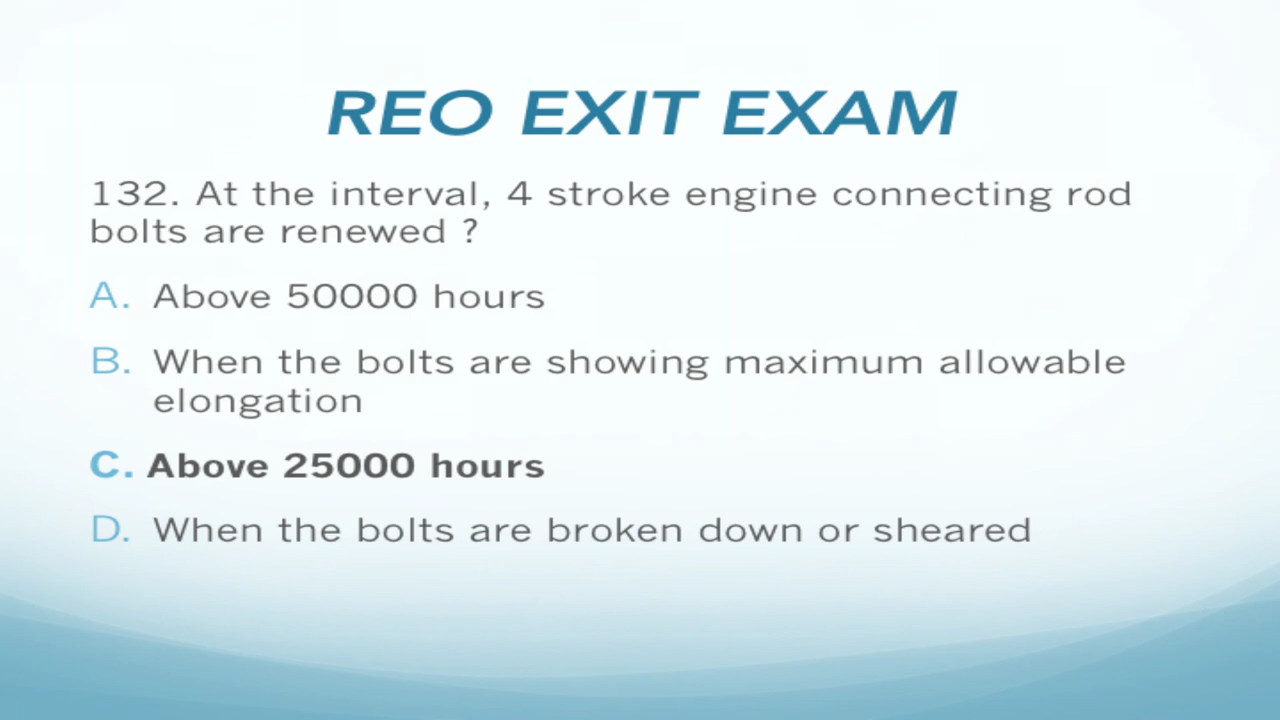 REO EXIT EXAM
132. At the interval, 4 stroke engine connecting rod
bolts are renewed ?
A. Above 50000 hours
B. When the bolts are showing maximum allowable
elongation
C. Above 25000 hours
D. When the bolts are broken down or sheared